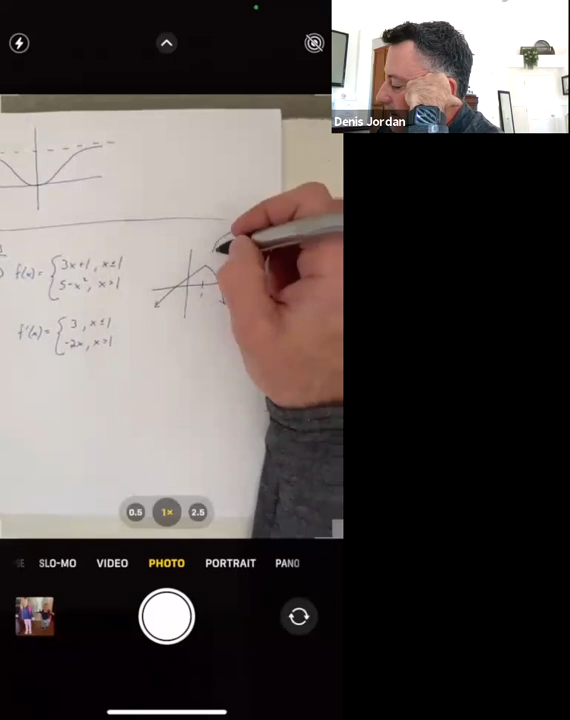 Denis Jordan
f(x) = { 3x+1, x≤1
5-x², x>1
f'(x) = { 3, x≤1
-2x, x>1
1
0.5 1× 2.5
SLO-MO VIDEO PHOTO PORTRAIT PANO